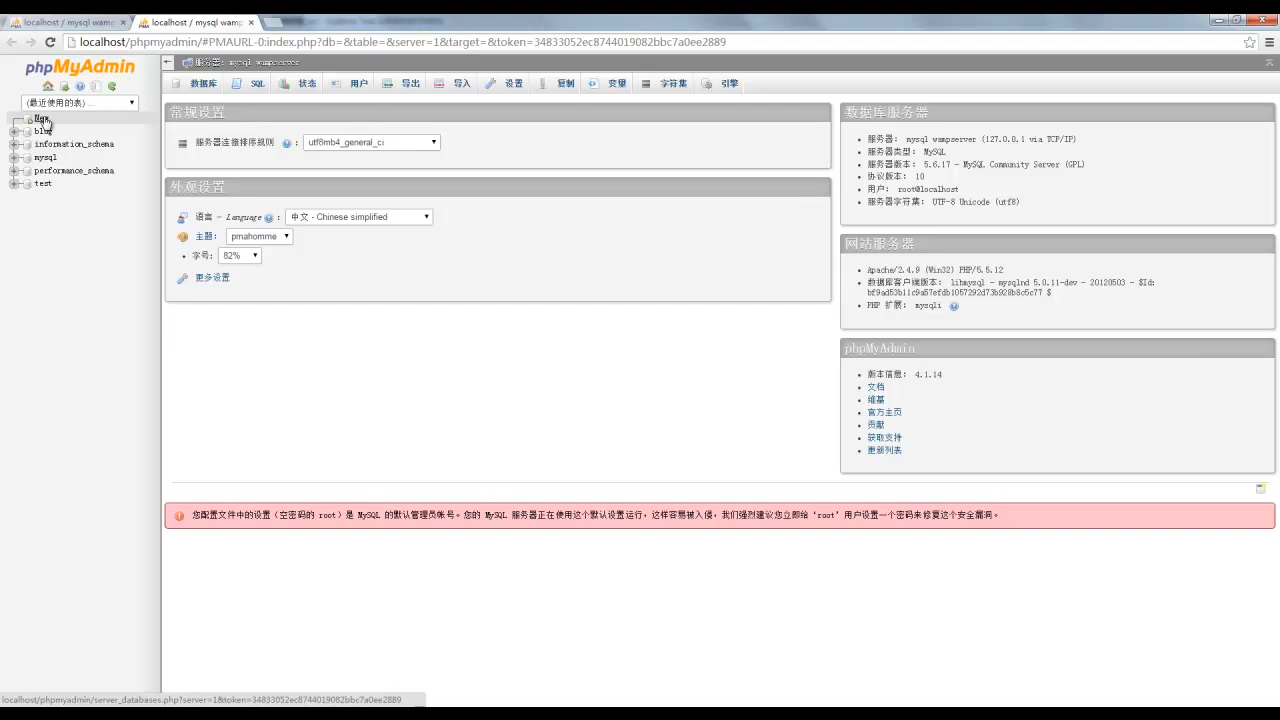 localhost / mysql wamp
localhost / mysql wamp
localhost/phpmyadmin/#PMAURL-0:index.php?db=&table=&server=1&target=&token=34833052ec8744019082bbc7a0ee2889
phpMyAdmin
(最近使用的表) ...
New
blog
information_schema
mysql
performance_schema
test
服务器: mysql wampserver
数据库
SQL
状态
用户
导出
导入
设置
复制
变量
字符集
引擎
常规设置
服务器连接排序规则 : utf8mb4_general_ci
外观设置
语言 - Language : 中文 - Chinese simplified
主题: pmahomme
字号: 82%
更多设置
数据库服务器
服务器: mysql wampserver (127.0.0.1 via TCP/IP)
服务器类型: MySQL
服务器版本: 5.6.17 - MySQL Community Server (GPL)
协议版本: 10
用户: root@localhost
服务器字符集: UTF-8 Unicode (utf8)
网站服务器
Apache/2.4.9 (Win32) PHP/5.5.12
数据库客户端版本: libmysql - mysqlnd 5.0.11-dev - 20120503 - $Id:
bf9ad53b11c9a57efdb1057292d73b928b8c5c77 $
PHP 扩展: mysqli
phpMyAdmin
版本信息: 4.1.14
文档
维基
官方主页
贡献
获取支持
更新列表
您配置文件中的设置 (空密码的 root) 是 MySQL 的默认管理员帐号。您的 MySQL 服务器正在使用这个默认设置运行，这样容易被入侵，我们强烈建议您立即给 'root' 用户设置一个密码来修复这个安全漏洞。
localhost/phpmyadmin/server_databases.php?server=1&token=34833052ec8744019082bbc7a0ee2889